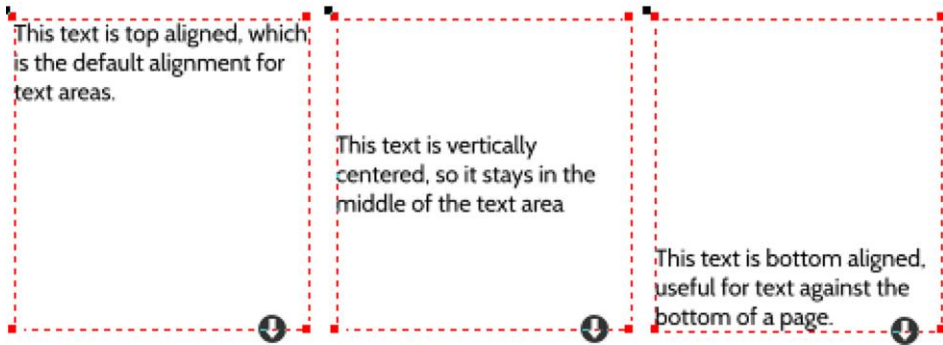 This text is top aligned, which
is the default alignment for
text areas.
This text is vertically
centered, so it stays in the
middle of the text area
This text is bottom aligned,
useful for text against the
bottom of a page.